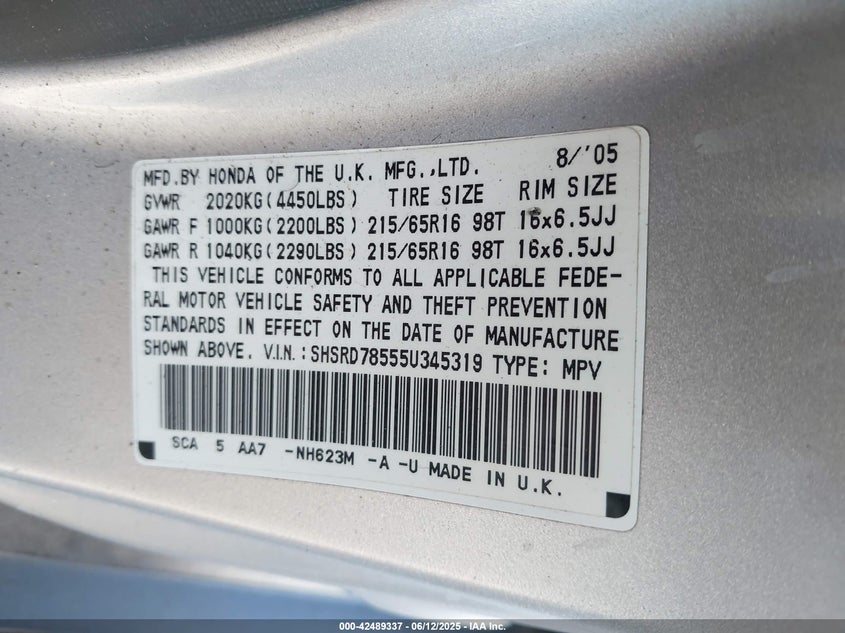 MFD.BY HONDA OF THE U.K. MFG.,LTD. 8/'05
GVWR 2020KG(4450LBS) TIRE SIZE RIM SIZE
GAWR F 1000KG(2200LBS) 215/65R16 98T 16x6.5JJ
GAWR R 1040KG(2290LBS) 215/65R16 98T 16x6.5JJ
THIS VEHICLE CONFORMS TO ALL APPLICABLE FEDE-
RAL MOTOR VEHICLE SAFETY AND THEFT PREVENTION
STANDARDS IN EFFECT ON THE DATE OF MANUFACTURE
SHOWN ABOVE. V.I.N.:SHSRD78555U345319 TYPE: MPV
SCA 5 AA7 -NH623M -A -U MADE IN U.K.
000-42489337 - 06/12/2025 - IAA Inc.